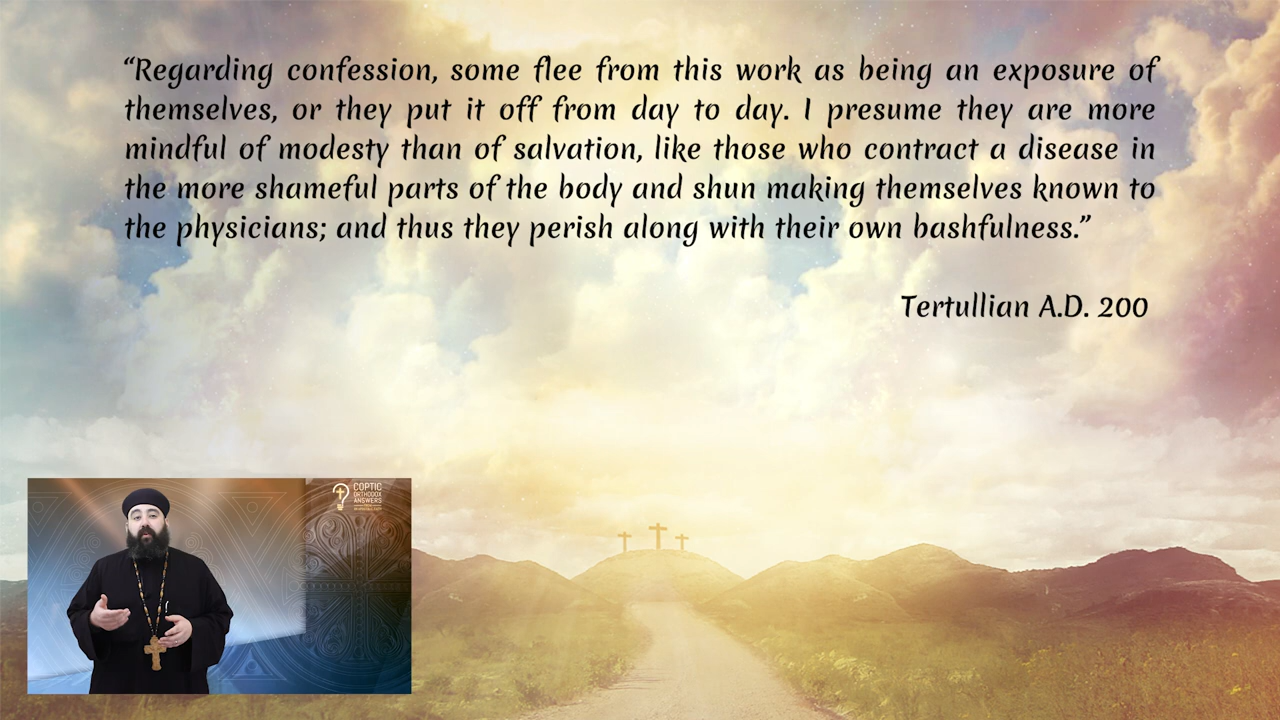 “Regarding confession, some flee from this work as being an exposure of
themselves, or they put it off from day to day. I presume they are more
mindful of modesty than of salvation, like those who contract a disease in
the more shameful parts of the body and shun making themselves known to
the physicians; and thus they perish along with their own bashfulness.”
Tertullian A.D. 200
COPTIC
ORTHODOX
ANSWERS